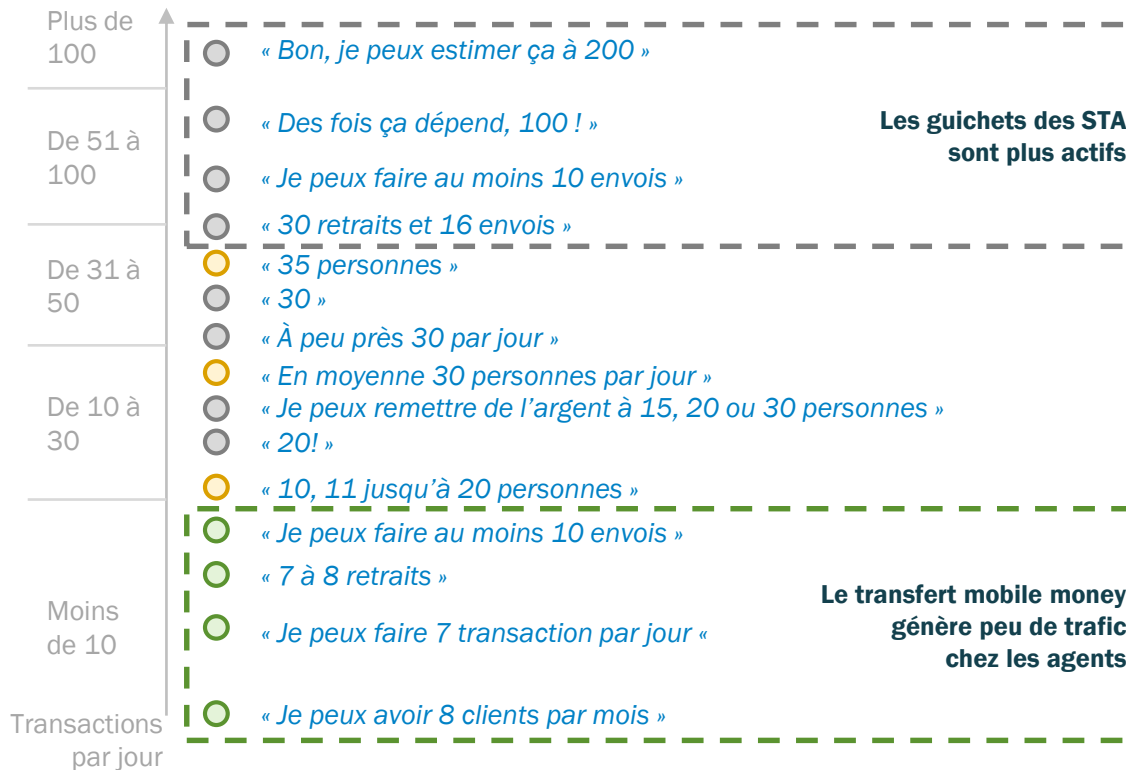 Plus de
100
« Bon, je peux estimer ça à 200 »
De 51 à
100
« Des fois ça dépend, 100 ! »
Les guichets des STA
sont plus actifs
« Je peux faire au moins 10 envois »
« 30 retraits et 16 envois »
De 31 à
50
« 35 personnes »
« 30 »
« À peu près 30 par jour »
De 10 à
30
« En moyenne 30 personnes par jour »
« Je peux remettre de l’argent à 15, 20 ou 30 personnes »
« 20! »
« 10, 11 jusqu’à 20 personnes »
Moins
de 10
« Je peux faire au moins 10 envois »
« 7 à 8 retraits »
« Je peux faire 7 transaction par jour «
Le transfert mobile money
génère peu de trafic
chez les agents
« Je peux avoir 8 clients par mois »
Transactions
par jour